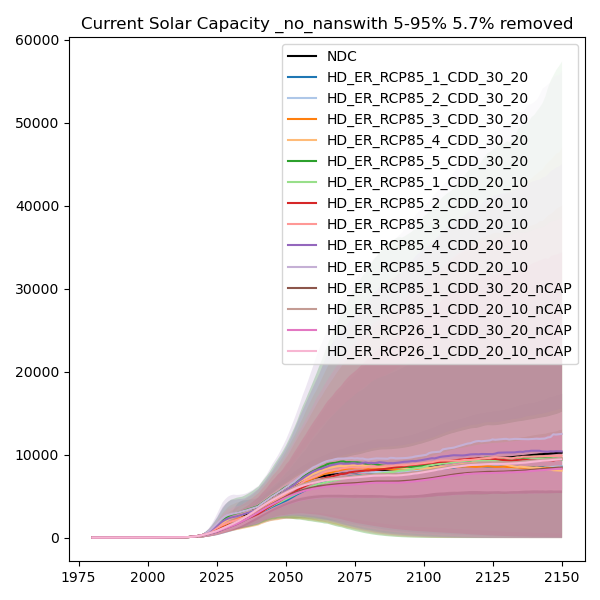 Current Solar Capacity _no_nanswith 5-95% 5.7% removed
60000
50000
40000
30000
20000
10000
0
NDC
HD_ER_RCP85_1_CDD_30_20
HD_ER_RCP85_2_CDD_30_20
HD_ER_RCP85_3_CDD_30_20
HD_ER_RCP85_4_CDD_30_20
HD_ER_RCP85_5_CDD_30_20
HD_ER_RCP85_1_CDD_20_10
HD_ER_RCP85_2_CDD_20_10
HD_ER_RCP85_3_CDD_20_10
HD_ER_RCP85_4_CDD_20_10
HD_ER_RCP85_5_CDD_20_10
HD_ER_RCP85_1_CDD_30_20_nCAP
HD_ER_RCP85_1_CDD_20_10_nCAP
HD_ER_RCP26_1_CDD_30_20_nCAP
HD_ER_RCP26_1_CDD_20_10_nCAP
1975 2000 2025 2050 2075 2100 2125 2150